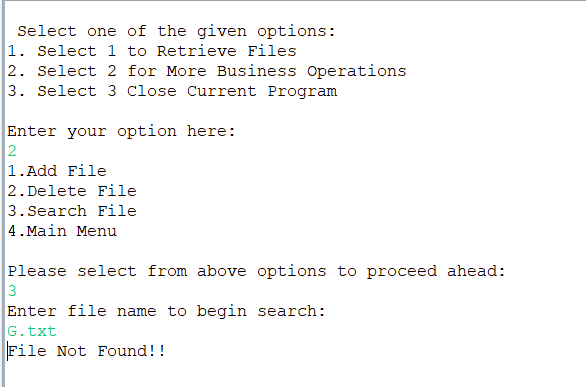 Select one of the given options:
1. Select 1 to Retrieve Files
2. Select 2 for More Business Operations
3. Select 3 Close Current Program
Enter your option here:
2
1.Add File
2.Delete File
3.Search File
4.Main Menu
Please select from above options to proceed ahead:
3
Enter file name to begin search:
G.txt
File Not Found!!